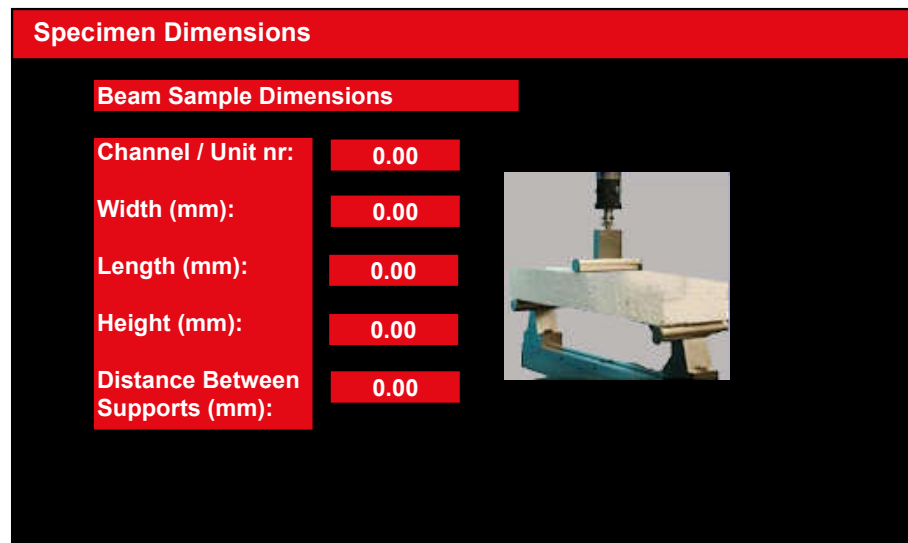 Specimen Dimensions
Beam Sample Dimensions
Channel / Unit nr: 0.00
Width (mm): 0.00
Length (mm): 0.00
Height (mm): 0.00
Distance Between
Supports (mm): 0.00